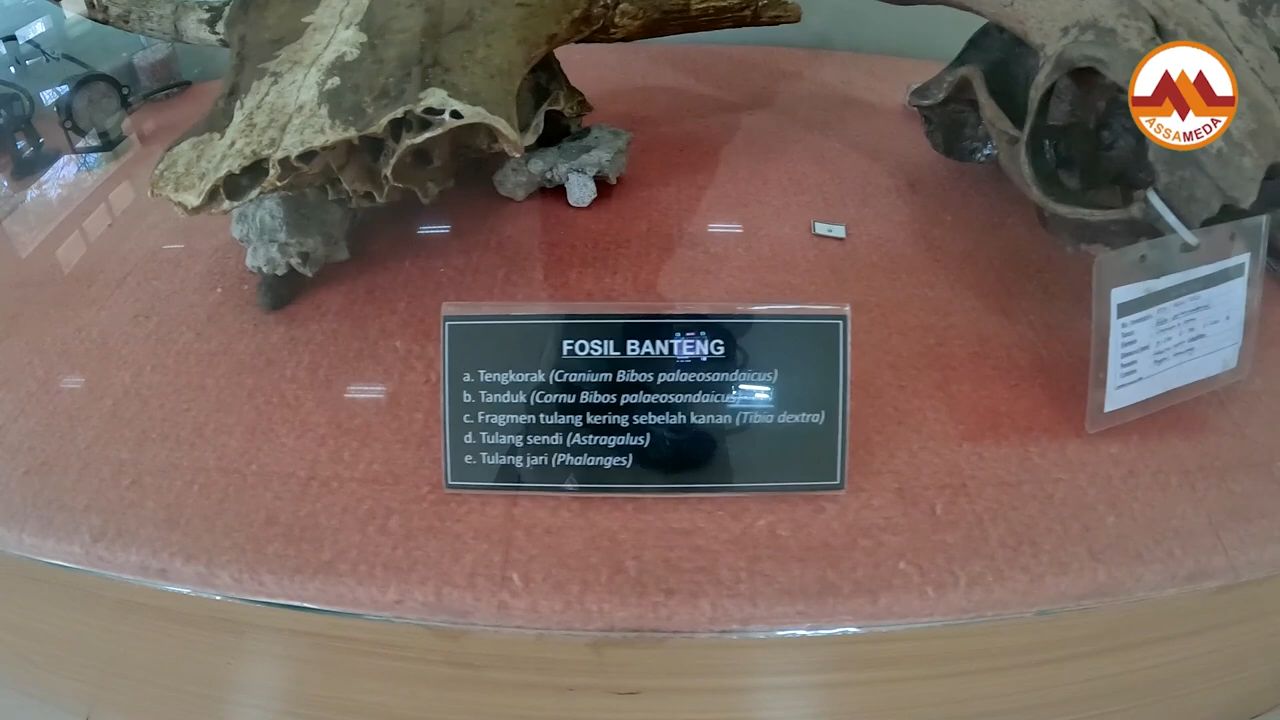 ASSAMEDA
FOSIL BANTENG
a. Tengkorak (Cranium Bibos palaeosandaicus)
b. Tanduk (Cornu Bibos palaeosondaicus)
c. Fragmen tulang kering sebelah kanan (Tibia dextra)
d. Tulang sendi (Astragalus)
e. Tulang jari (Phalanges)